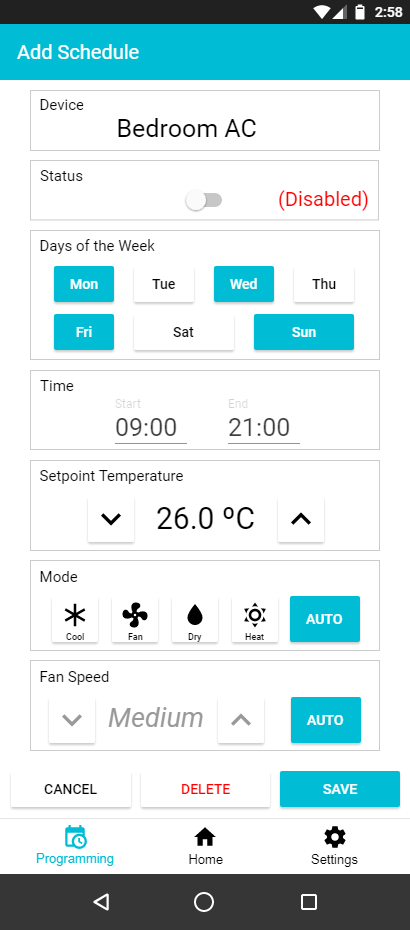 2:58
Add Schedule
Device
Bedroom AC
Status
(Disabled)
Days of the Week
Mon Tue Wed Thu
Fri Sat Sun
Time
Start End
09:00 21:00
Setpoint Temperature
26.0 ºC
Mode
Cool Fan Dry Heat AUTO
Fan Speed
Medium AUTO
CANCEL DELETE SAVE
Programming Home Settings